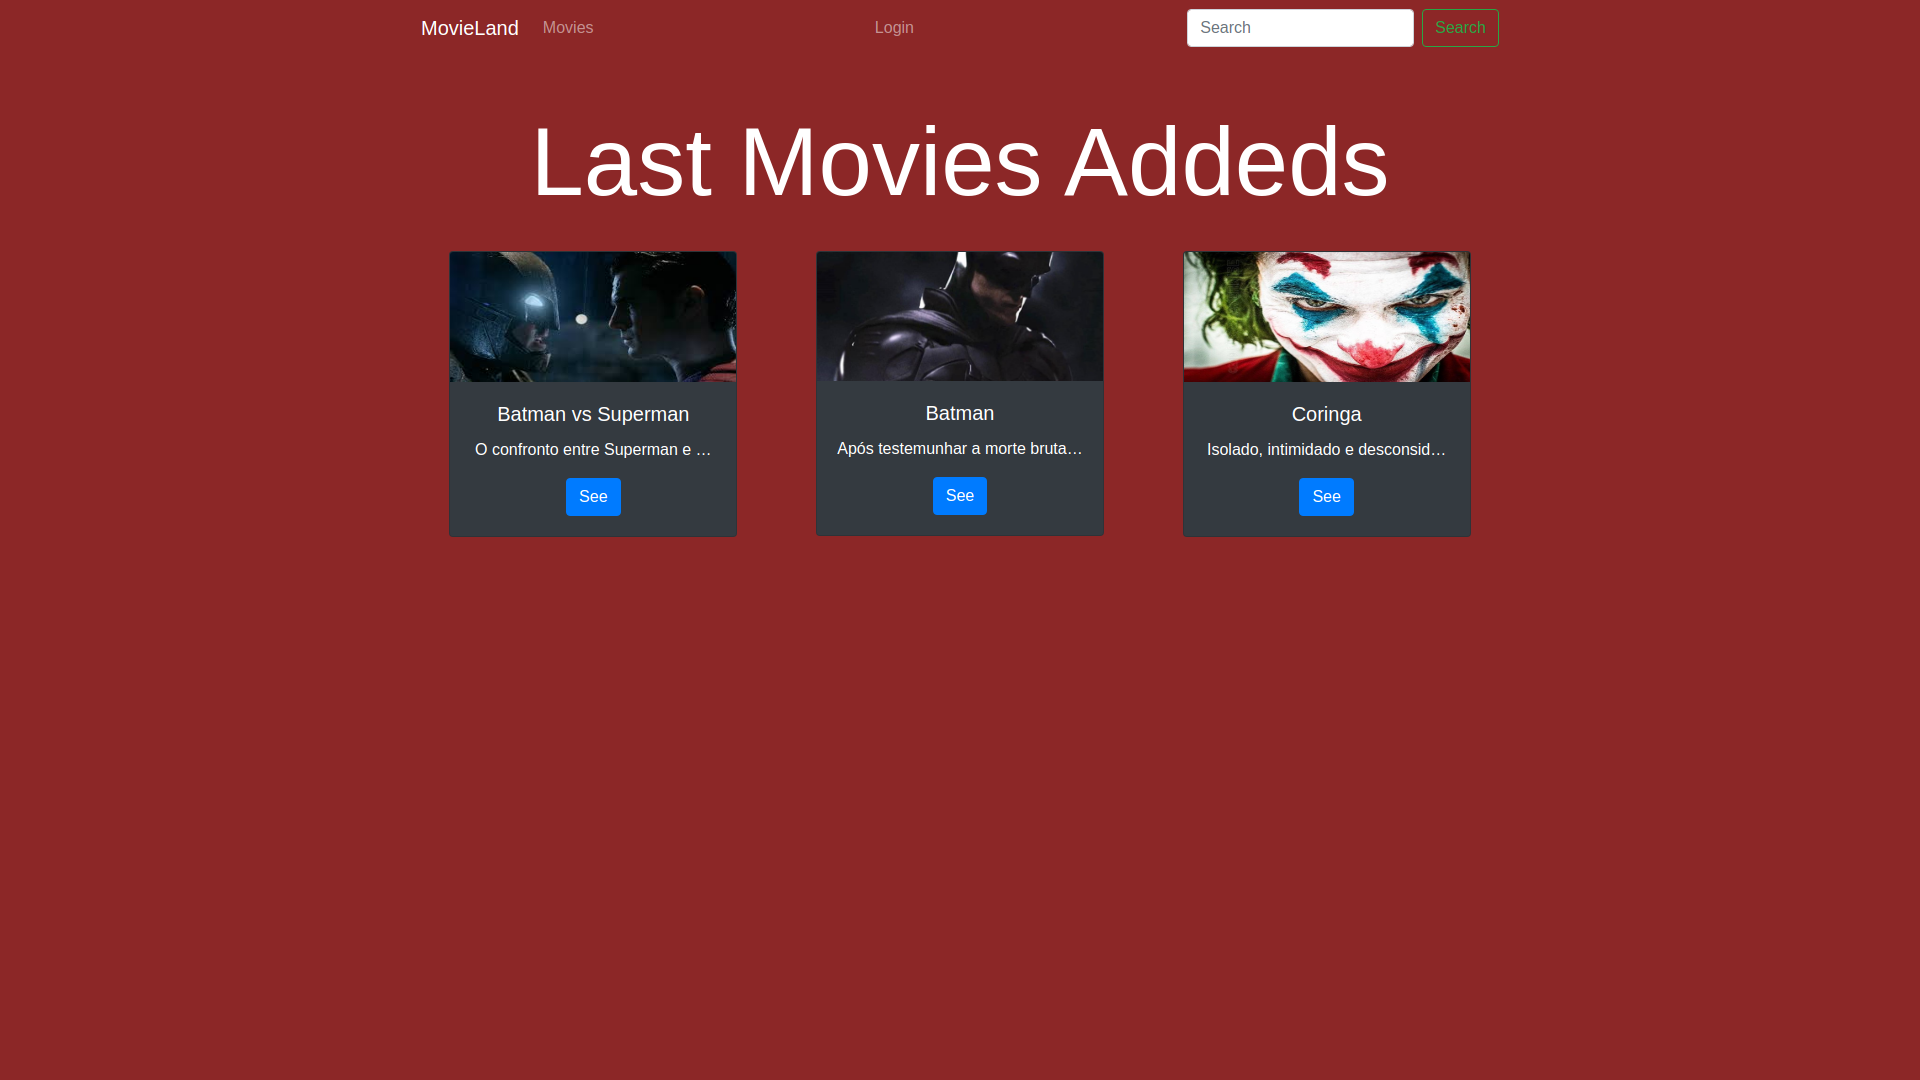 MovieLand Movies Login Search Search
Last Movies Addeds
Batman vs Superman
O confronto entre Superman e …
See
Batman
Após testemunhar a morte bruta…
See
Coringa
Isolado, intimidado e desconsid…
See